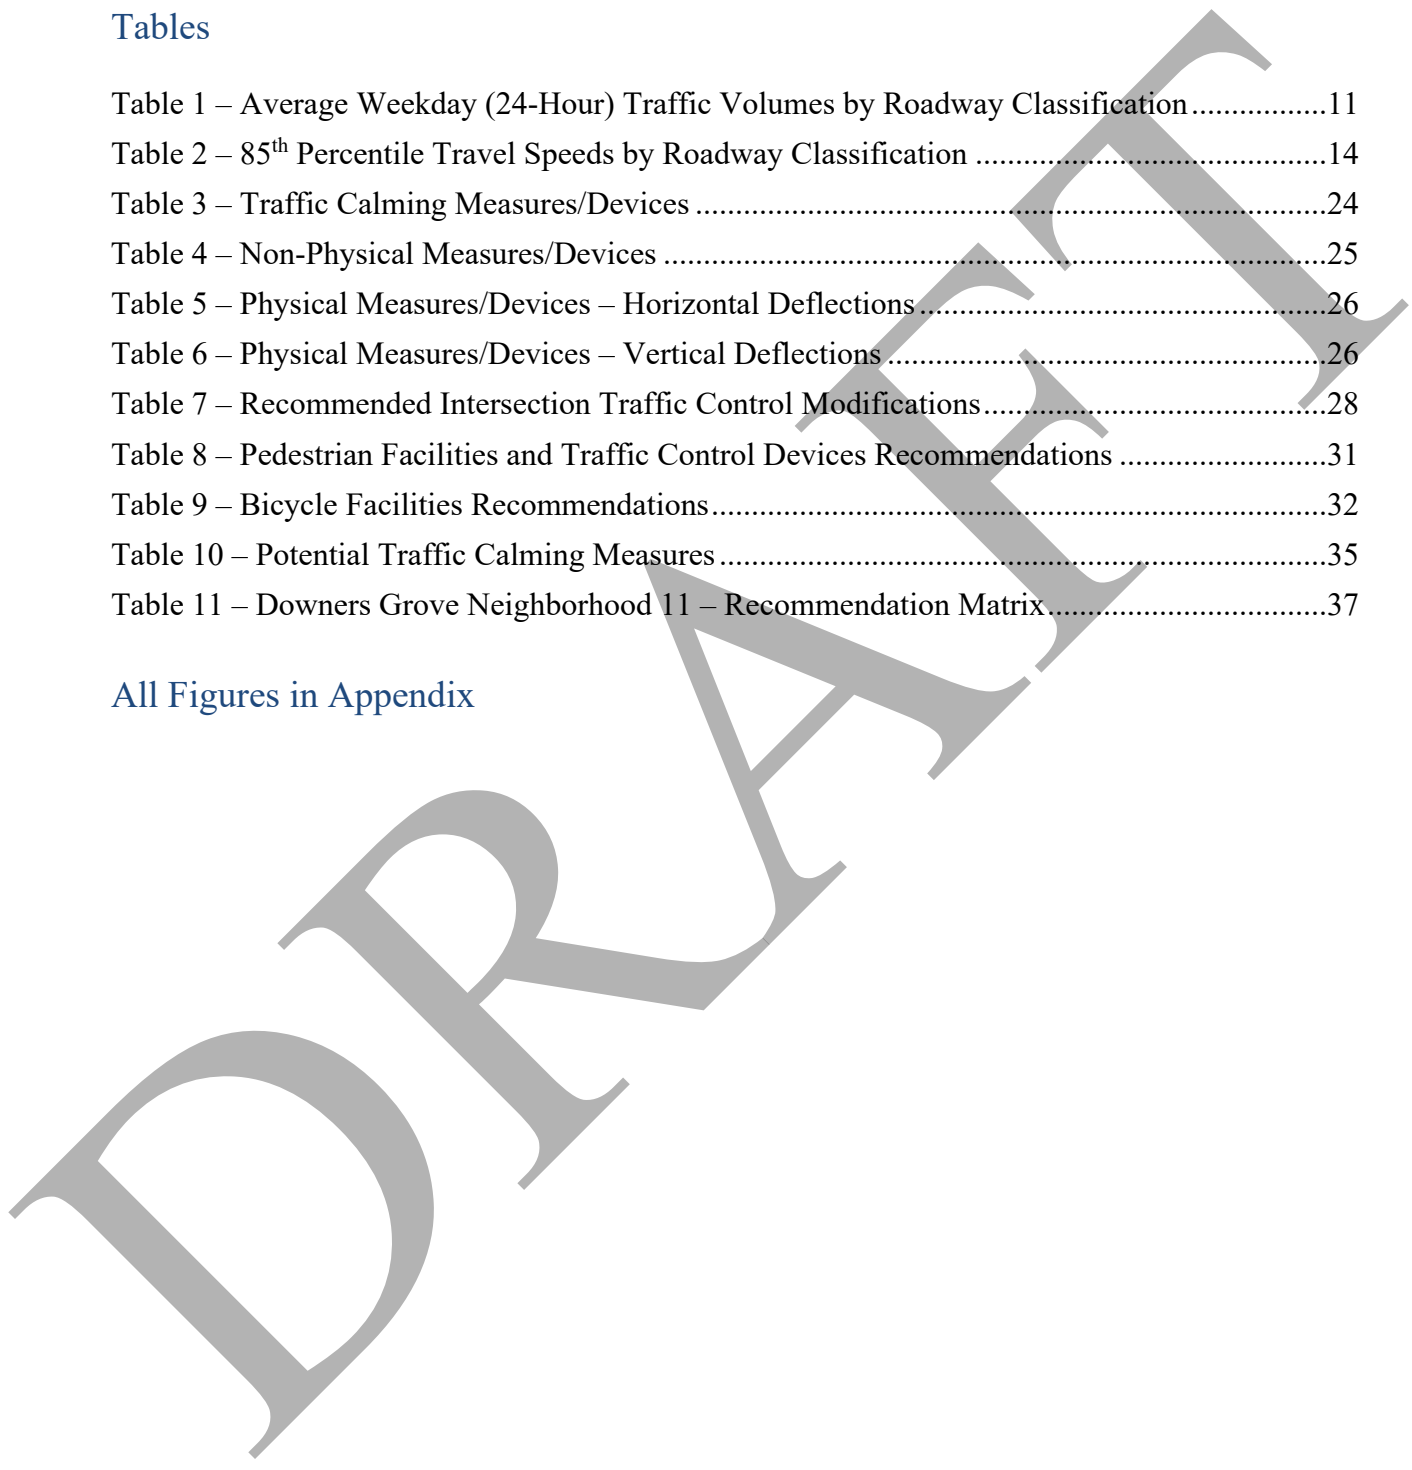 Tables
Table 1 – Average Weekday (24-Hour) Traffic Volumes by Roadway Classification.................11
Table 2 – 85th Percentile Travel Speeds by Roadway Classification ............................................14
Table 3 – Traffic Calming Measures/Devices ...............................................................................24
Table 4 – Non-Physical Measures/Devices ...................................................................................25
Table 5 – Physical Measures/Devices – Horizontal Deflections...................................................26
Table 6 – Physical Measures/Devices – Vertical Deflections .......................................................26
Table 7 – Recommended Intersection Traffic Control Modifications...........................................28
Table 8 – Pedestrian Facilities and Traffic Control Devices Recommendations ..........................31
Table 9 – Bicycle Facilities Recommendations.............................................................................32
Table 10 – Potential Traffic Calming Measures............................................................................35
Table 11 – Downers Grove Neighborhood 11 – Recommendation Matrix...................................37
All Figures in Appendix
DRAFT